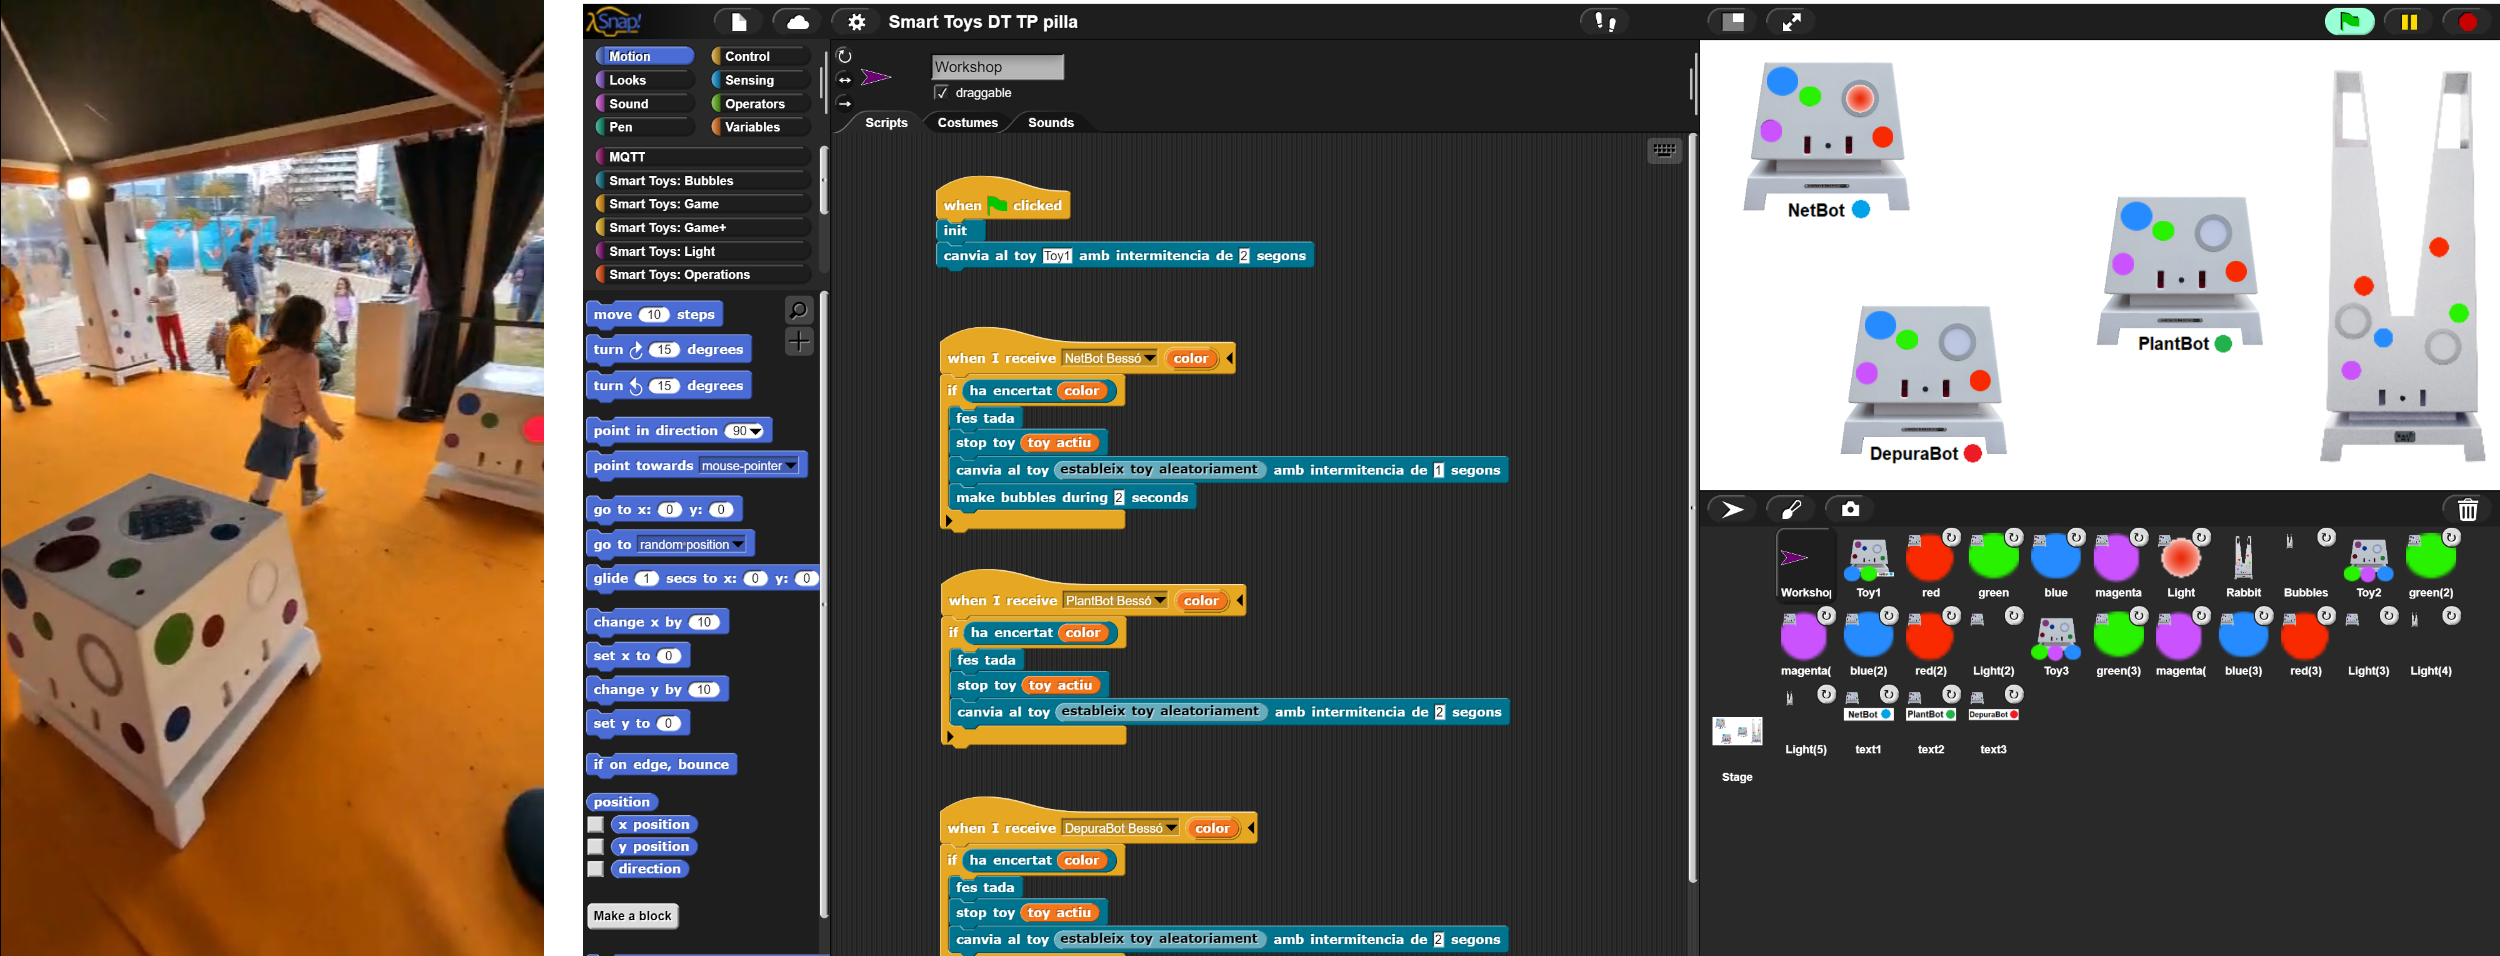 Snap!
Smart Toys DT TP pilla
Motion
Control
Looks
Sensing
Sound
Operators
Pen
Variables
MQTT
Smart Toys: Bubbles
Smart Toys: Game
Smart Toys: Game+
Smart Toys: Light
Smart Toys: Operations
move 10 steps
turn 15 degrees
turn 15 degrees
point in direction 90
point towards mouse-pointer
go to x: 0 y: 0
go to random position
glide 1 secs to x: 0 y: 0
change x by 10
set x to 0
change y by 10
set y to 0
if on edge, bounce
position
x position
y position
direction
Make a block
Workshop
draggable
Scripts
Costumes
Sounds
when clicked
init
canvia al toy Toy1 amb intermitencia de 2 segons
when I receive NetBot Bessó color
if ha encertat color
fes tada
stop toy toy actiu
canvia al toy estableix toy aleatoriament amb intermitencia de 1 segons
make bubbles during 2 seconds
when I receive PlantBot Bessó color
if ha encertat color
fes tada
stop toy toy actiu
canvia al toy estableix toy aleatoriament amb intermitencia de 2 segons
when I receive DepuraBot Bessó color
if ha encertat color
fes tada
stop toy toy actiu
canvia al toy estableix toy aleatoriament amb intermitencia de 2 segons
NetBot
PlantBot
DepuraBot
Workshop
Toy1
red
green
blue
magenta
Light
Rabbit
Bubbles
Toy2
green(2)
magenta(
blue(2)
red(2)
Light(2)
Toy3
green(3)
magenta(
blue(3)
red(3)
Light(3)
Light(4)
NetBot
PlantBot
DepuraBot
Light(5)
text1
text2
text3
Stage